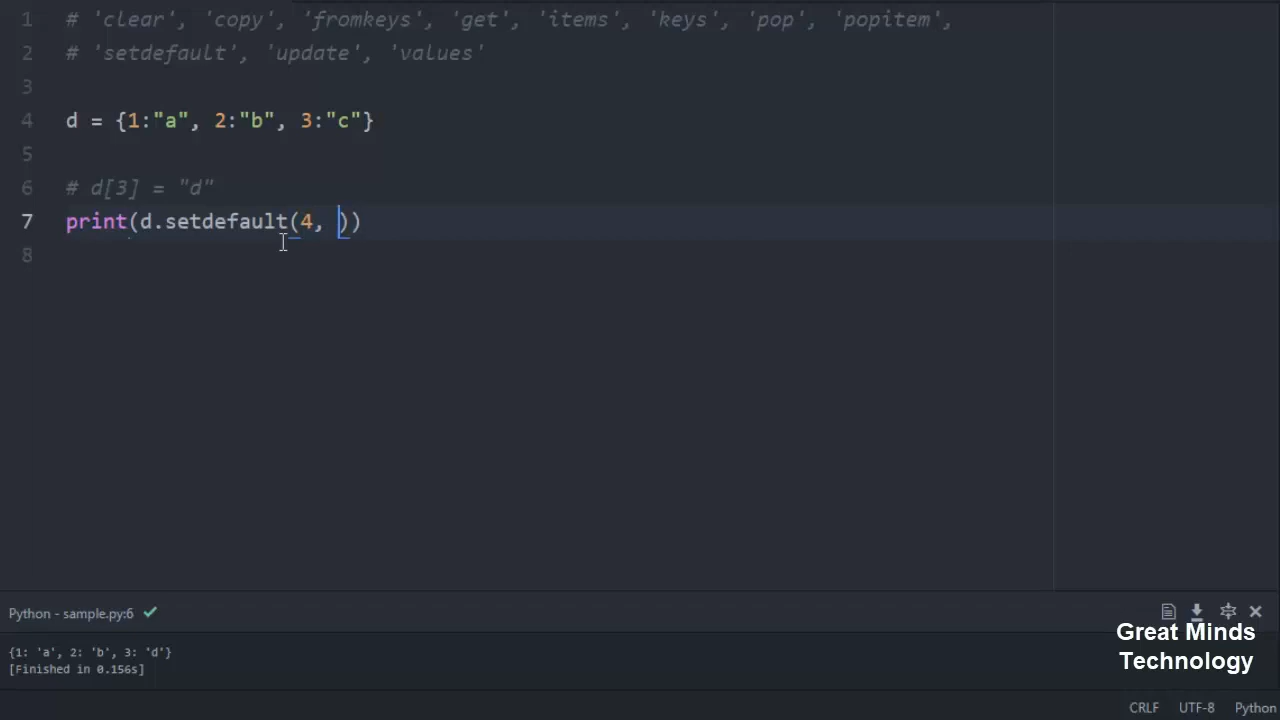 1 # 'clear', 'copy', 'fromkeys', 'get', 'items', 'keys', 'pop', 'popitem',
2 # 'setdefault', 'update', 'values'
3
4 d = {1:"a", 2:"b", 3:"c"}
5
6 # d[3] = "d"
7 print(d.setdefault(4, ))
8
Python - sample.py:6
{1: 'a', 2: 'b', 3: 'd'}
[Finished in 0.156s]
Great Minds
Technology
CRLF UTF-8 Python